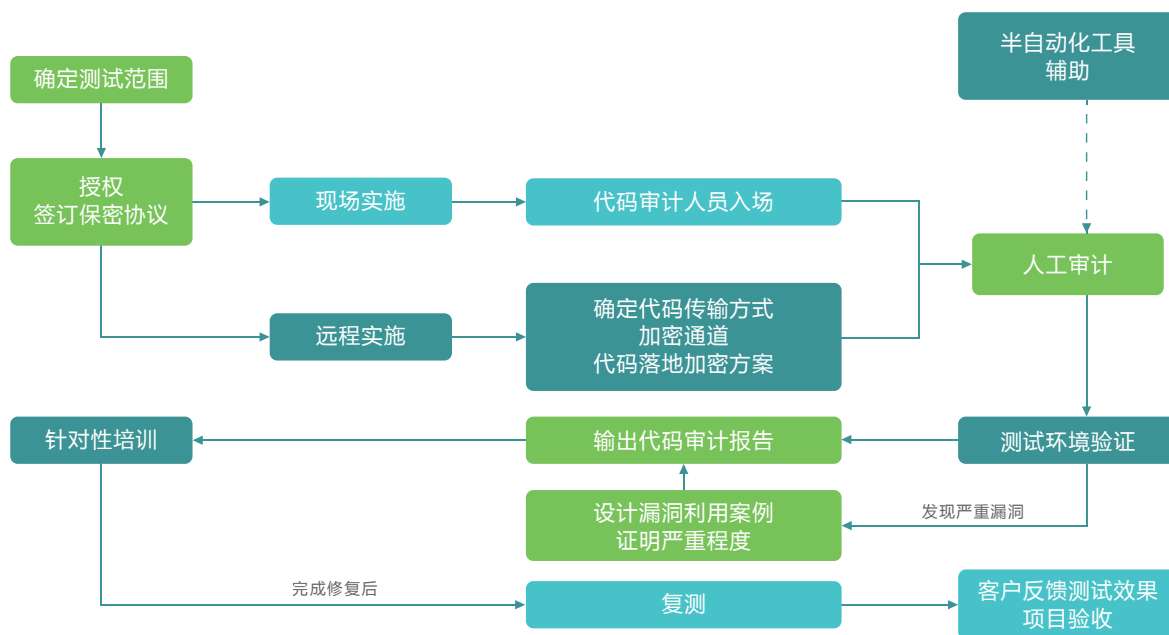 半自动化工具
辅助
确定测试范围
授权
签订保密协议
现场实施
代码审计人员入场
人工审计
远程实施
确定代码传输方式
加密通道
代码落地加密方案
针对性培训
输出代码审计报告
测试环境验证
设计漏洞利用案例
证明严重程度
发现严重漏洞
完成修复后
复测
客户反馈测试效果
项目验收